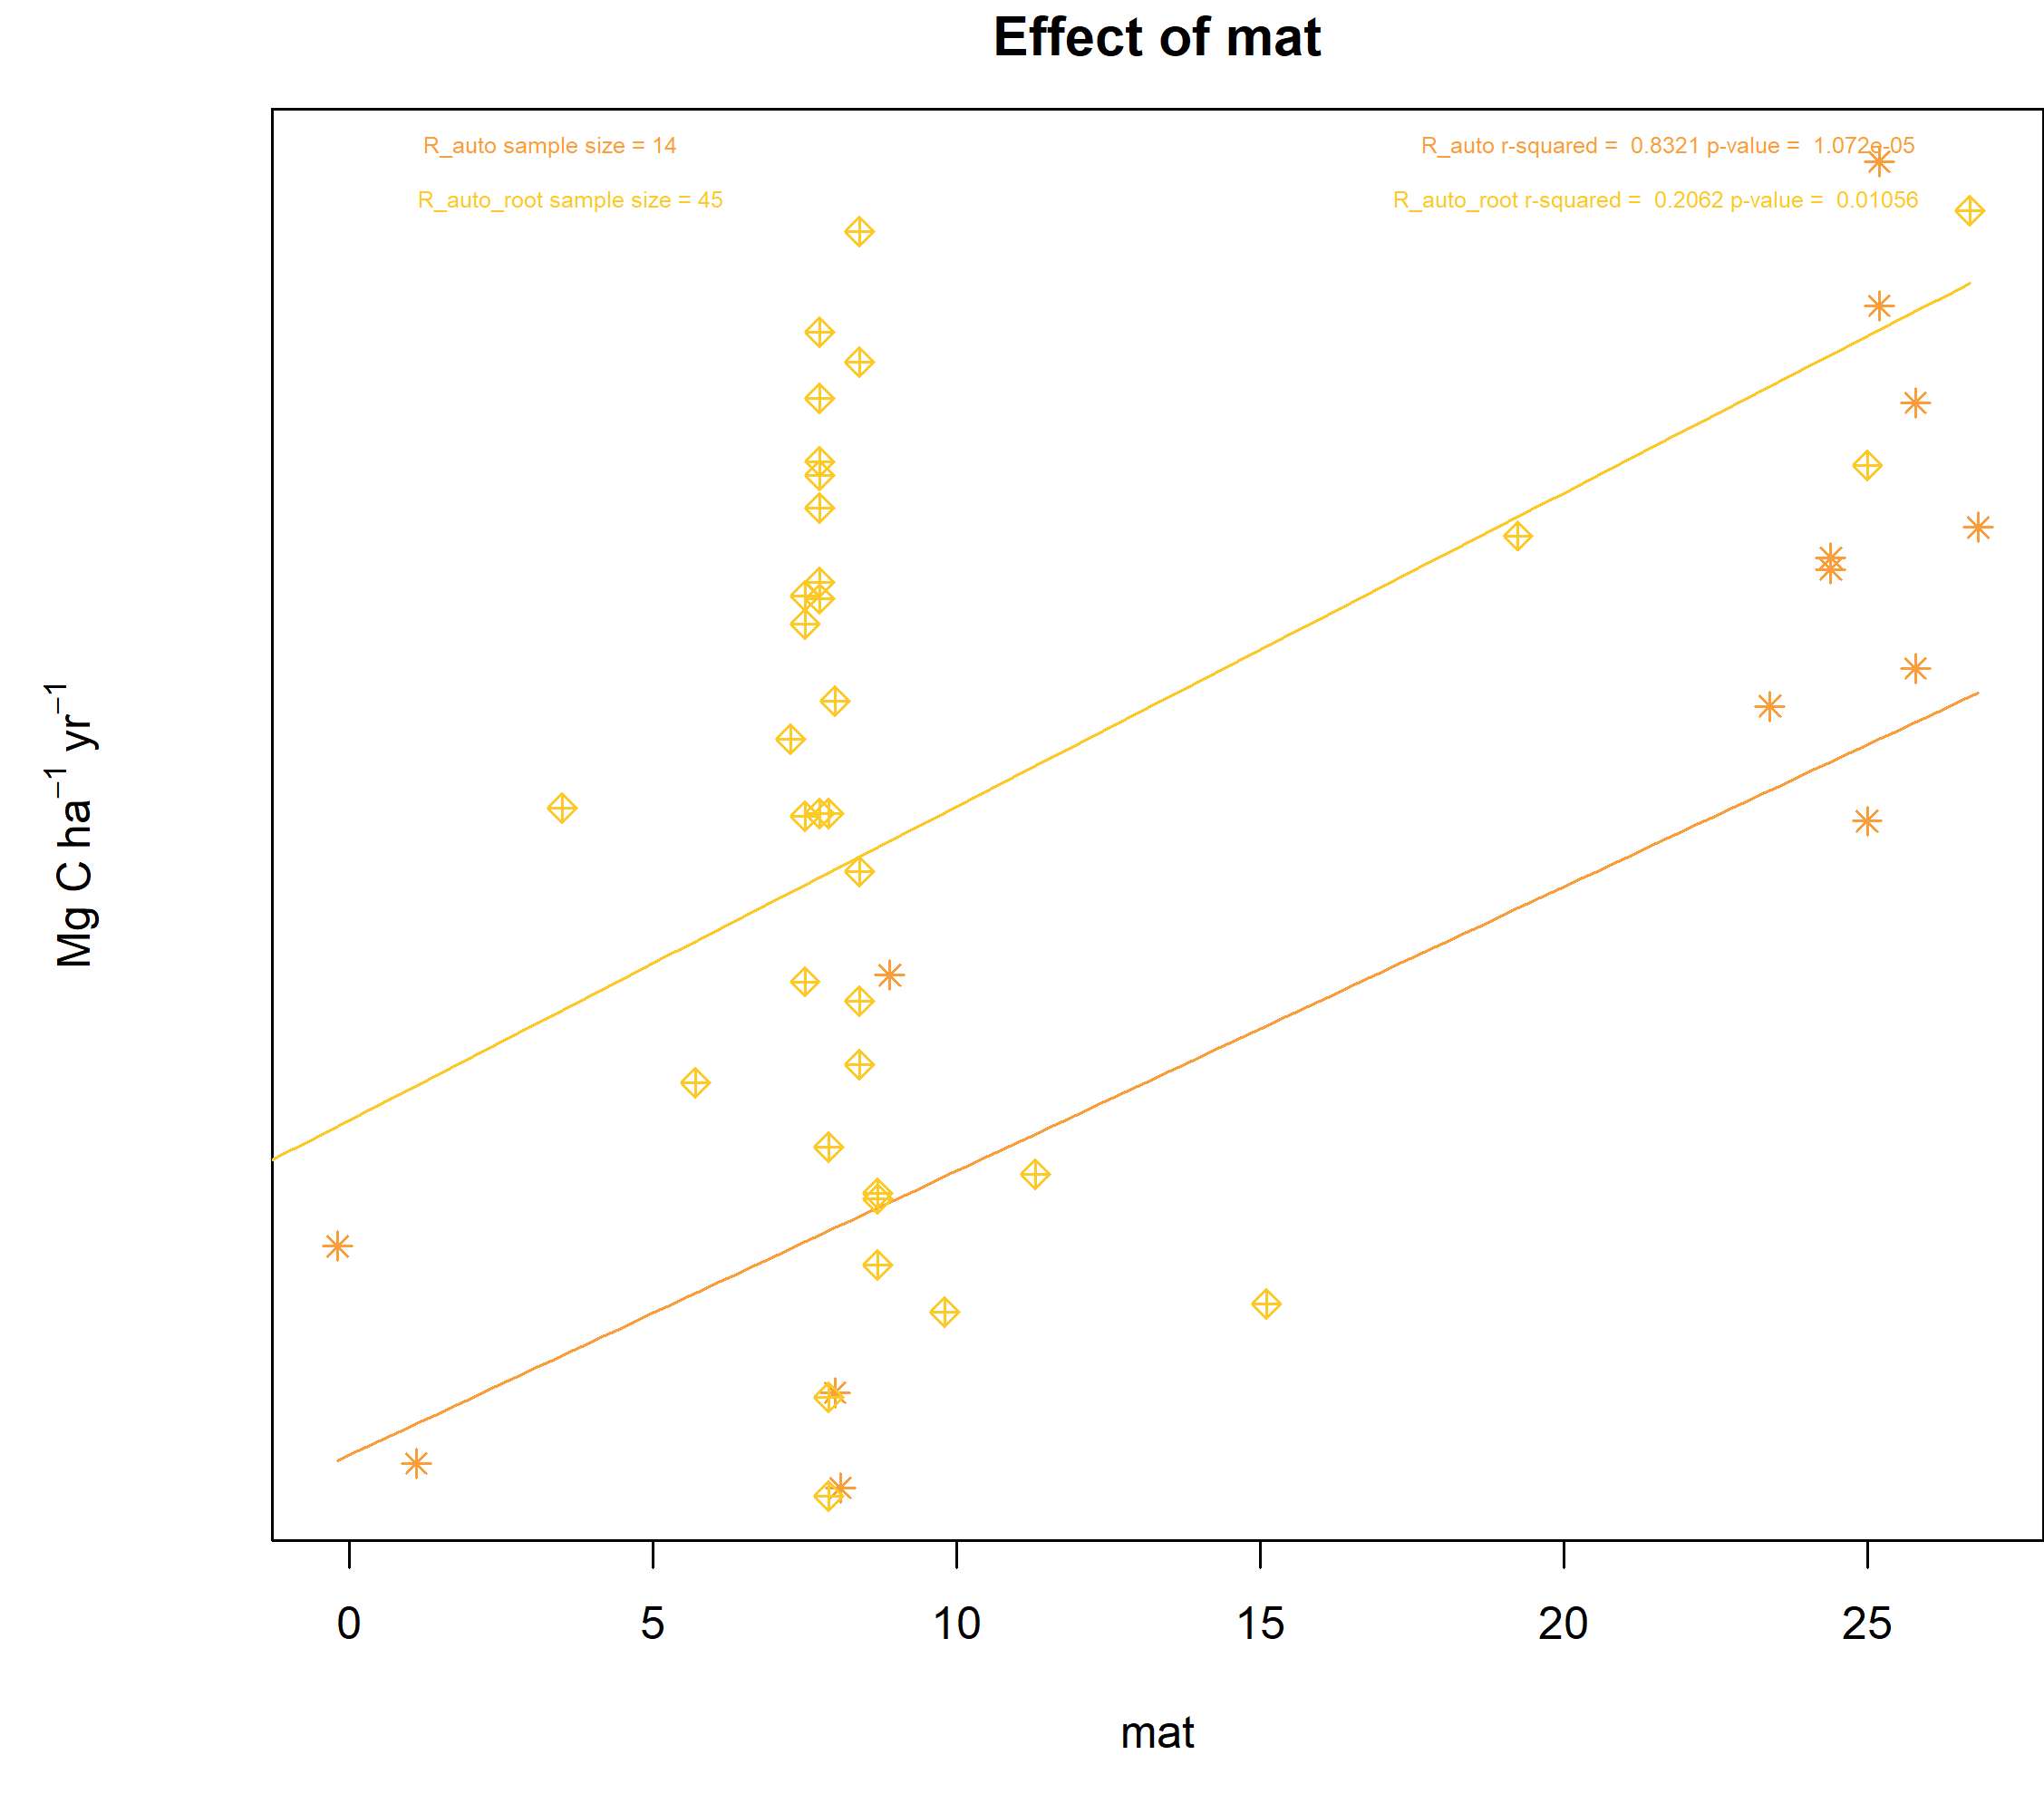 Effect of mat
R_auto sample size = 14
R_auto r-squared =  0.8321 p-value =  1.072e-05
R_auto_root sample size = 45
R_auto_root r-squared =  0.2062 p-value =  0.01056
Mg C ha⁻¹ yr⁻¹
0 5 10 15 20 25
mat